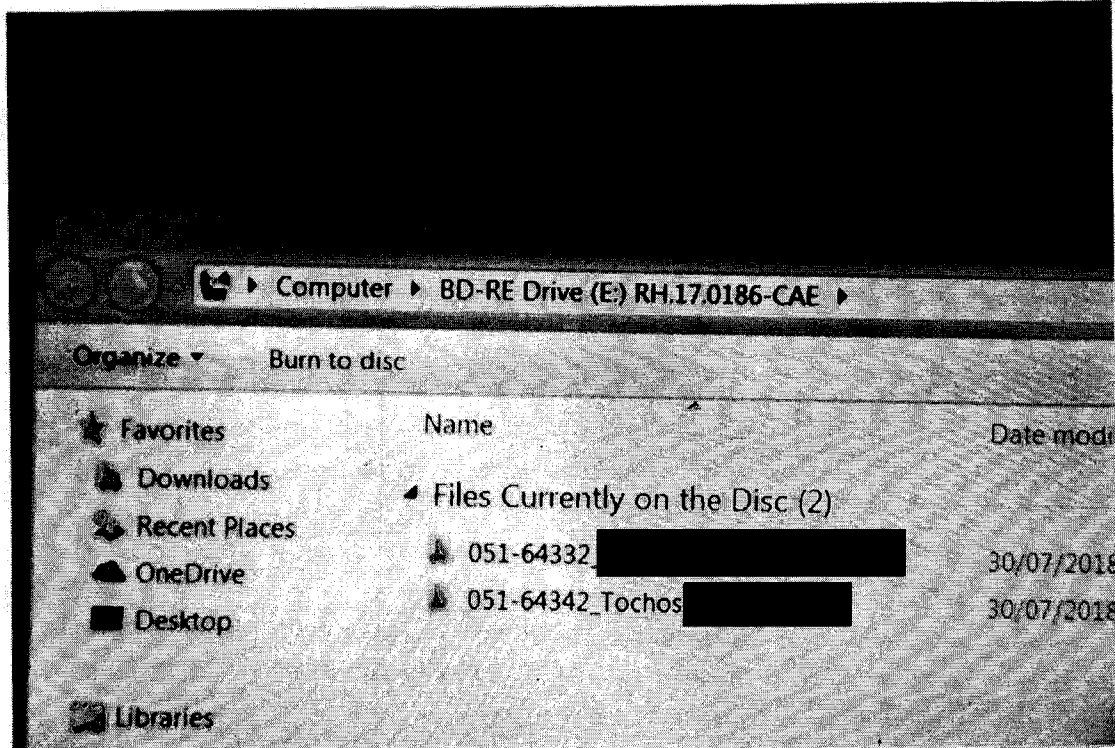 Computer ▸ BD-RE Drive (E:) RH.17.0186-CAE ▸
Organize ▾ Burn to disc
Favorites
Downloads
Recent Places
OneDrive
Desktop
Libraries
Name Date modi
Files Currently on the Disc (2)
051-64332_ 30/07/2018
051-64342_Tochos 30/07/2018